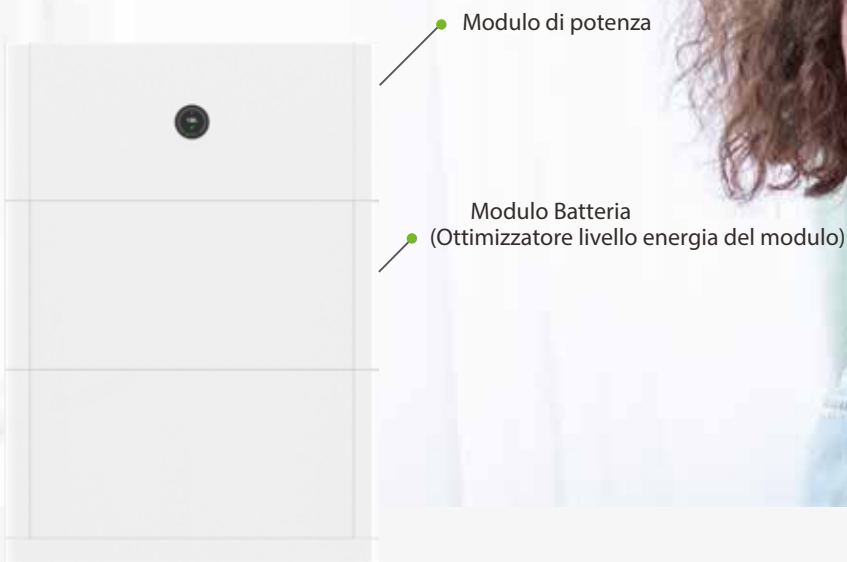 Modulo di potenza
Modulo Batteria
(Ottimizzatore livello energia del modulo)